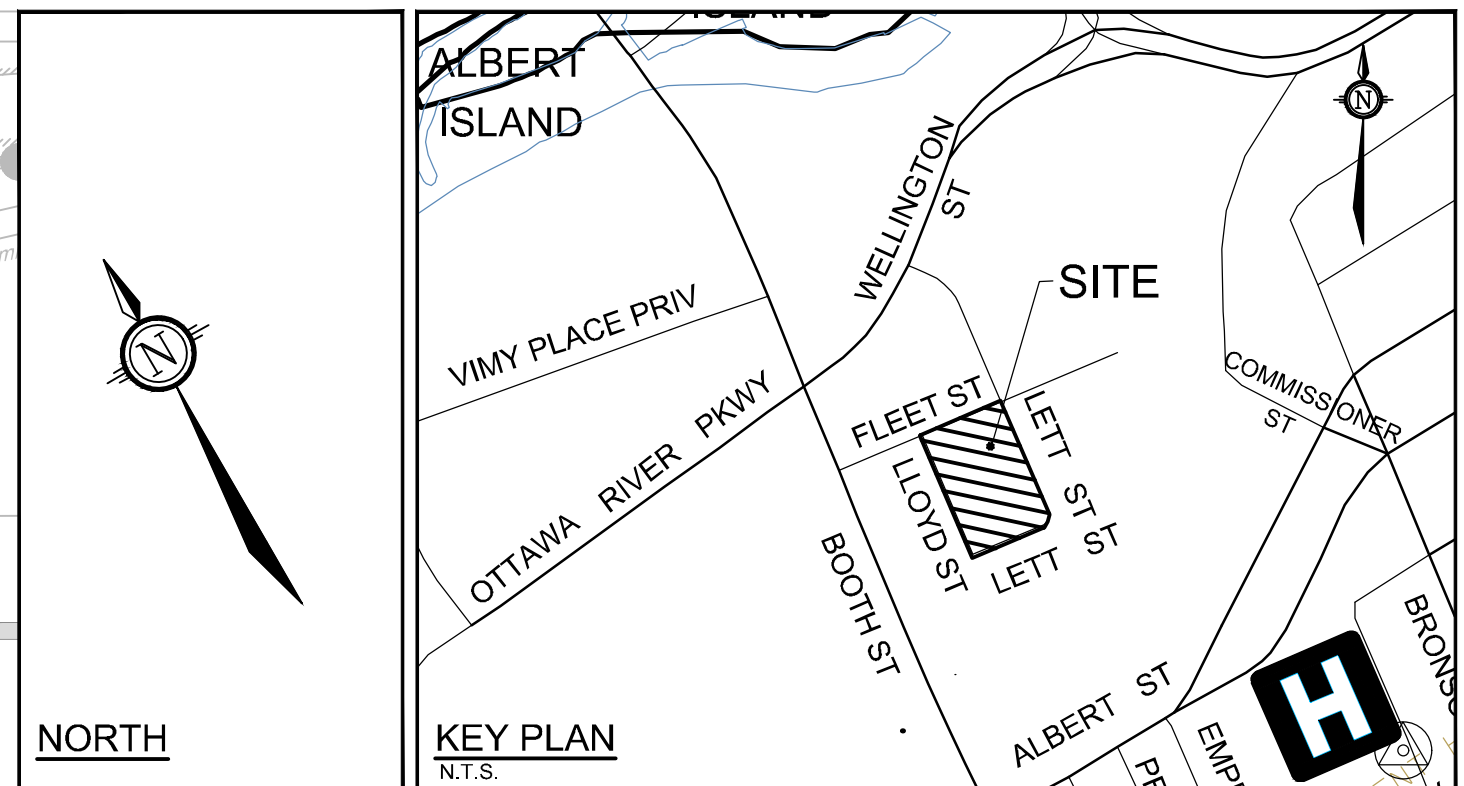 N
NORTH
ISLAND
ALBERT
ISLAND
N
WELLINGTON
ST
SITE
VIMY PLACE PRIV
OTTAWA RIVER PKWY
FLEET ST
LETT ST
LLOYD ST
LETT ST
COMMISSIONER
ST
BOOTH ST
ALBERT ST
H
KEY PLAN
N.T.S.